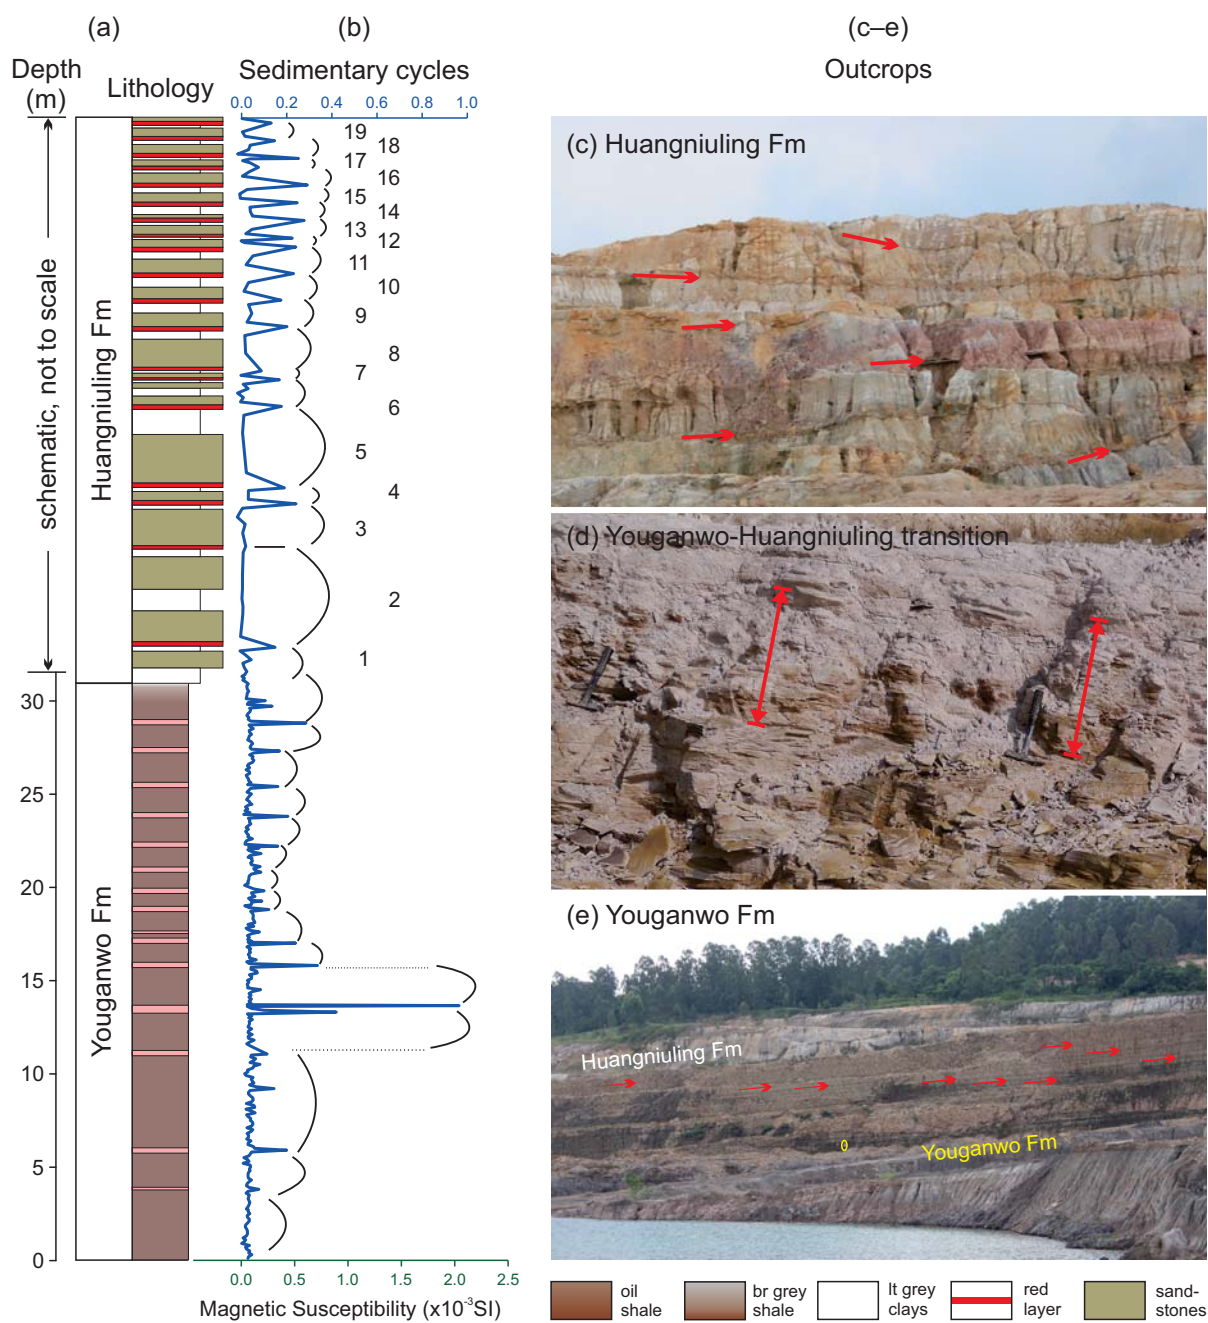 (a)
(b)
(c–e)
Depth
(m)
Lithology
Sedimentary cycles
Outcrops
0.0
0.2
0.4
0.6
0.8
1.0
schematic, not to scale
Huangniuling Fm
Youganwo Fm
19
18
17
16
15
14
13
12
11
10
9
8
7
6
5
4
3
2
1
30
25
20
15
10
5
0
0.0
0.5
1.0
1.5
2.0
2.5
Magnetic Susceptibility (x10⁻³SI)
(c) Huangniuling Fm
(d) Youganwo-Huangniuling transition
(e) Youganwo Fm
Huangniuling Fm
Youganwo Fm
oil
shale
br grey
shale
lt grey
clays
red
layer
sand-
stones